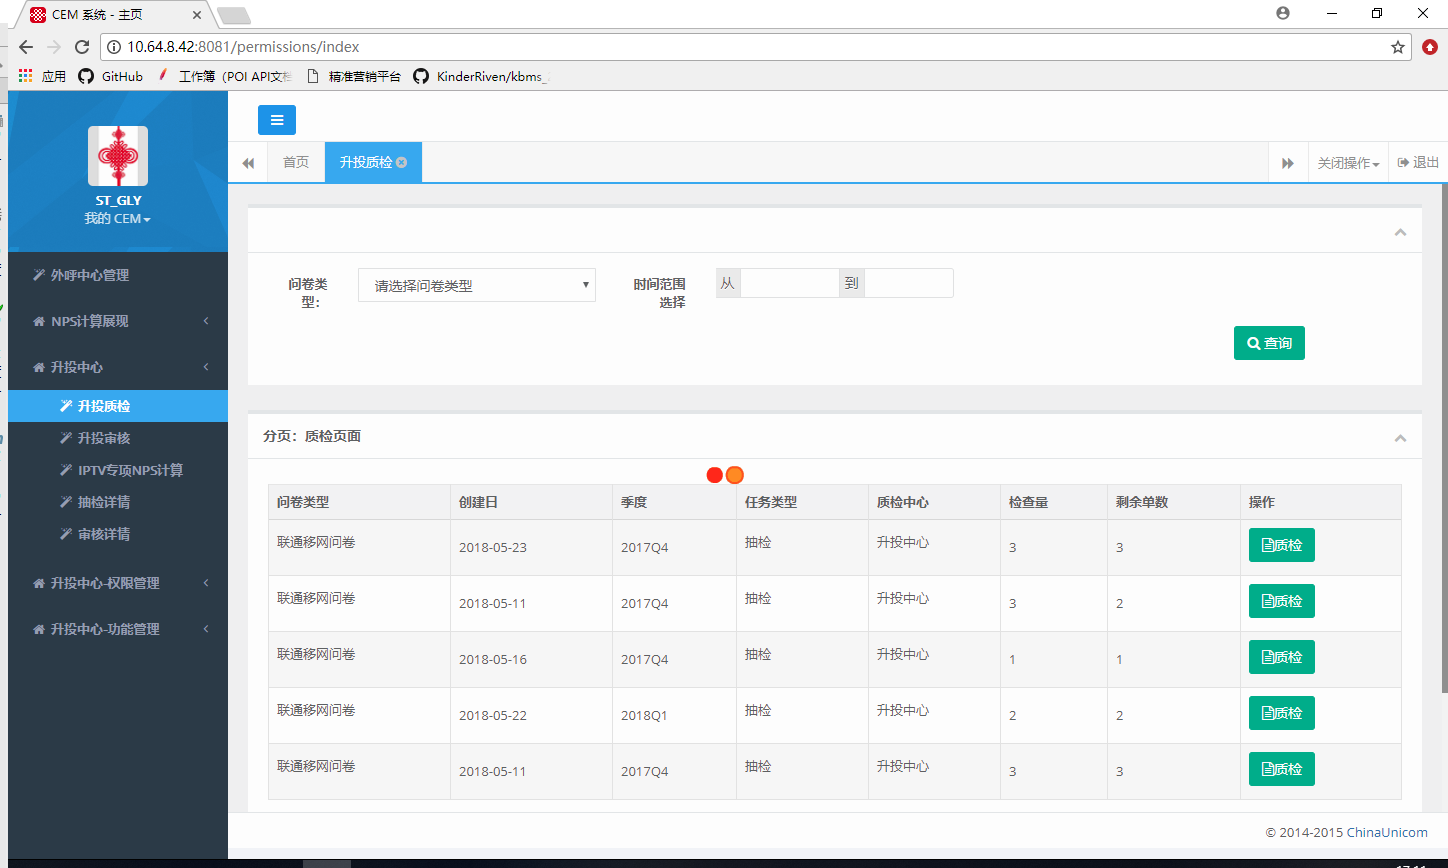 CEM 系统 - 主页
10.64.8.42:8081/permissions/index
应用 GitHub 工作簿 (POI API文档 精准营销平台 KinderRiven/kbms_
ST_GLY
我的 CEM
外呼中心管理
NPS计算展现
升投中心
升投质检
升投审核
IPTV专项NPS计算
抽检详情
审核详情
升投中心-权限管理
升投中心-功能管理
首页 升投质检 关闭操作 退出
问卷类
型:
请选择问卷类型
时间范围
选择
从 到
查询
分页：质检页面
问卷类型 创建日 季度 任务类型 质检中心 检查量 剩余单数 操作
联通移网问卷 2018-05-23 2017Q4 抽检 升投中心 3 3 质检
联通移网问卷 2018-05-11 2017Q4 抽检 升投中心 3 2 质检
联通移网问卷 2018-05-16 2017Q4 抽检 升投中心 1 1 质检
联通移网问卷 2018-05-22 2018Q1 抽检 升投中心 2 2 质检
联通移网问卷 2018-05-11 2017Q4 抽检 升投中心 3 3 质检
© 2014-2015 ChinaUnicom